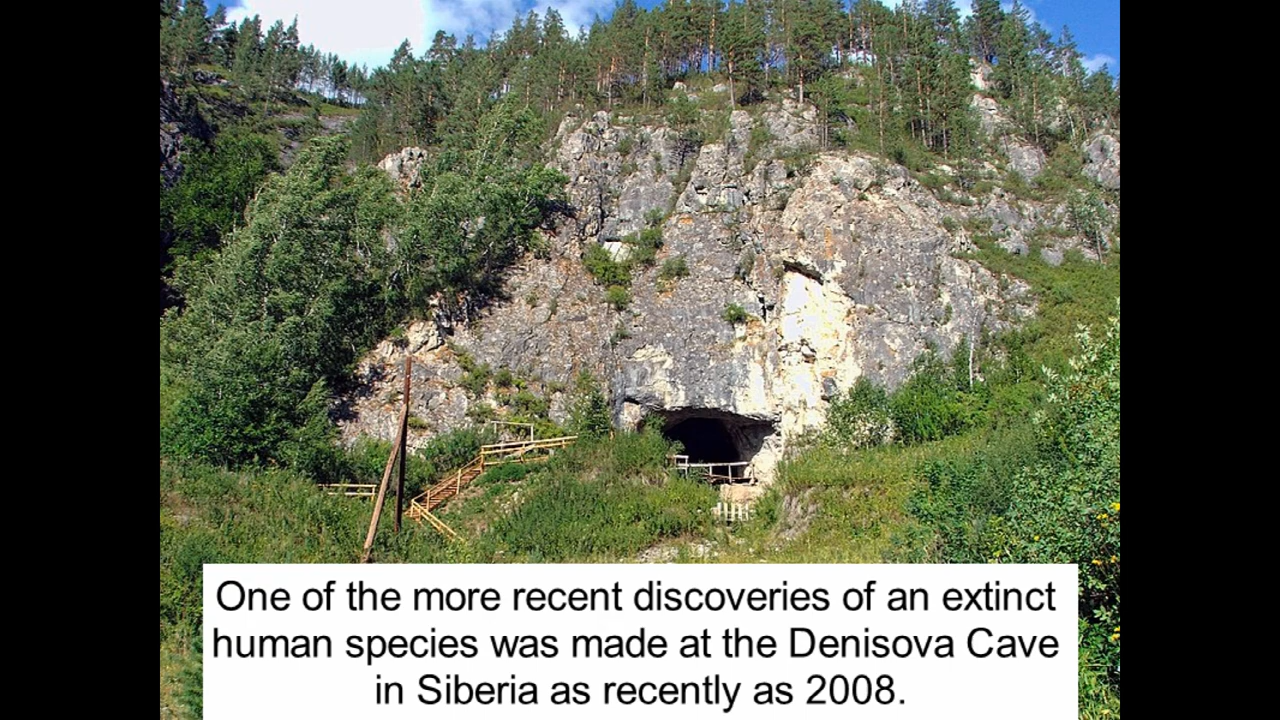 One of the more recent discoveries of an extinct
human species was made at the Denisova Cave
in Siberia as recently as 2008.